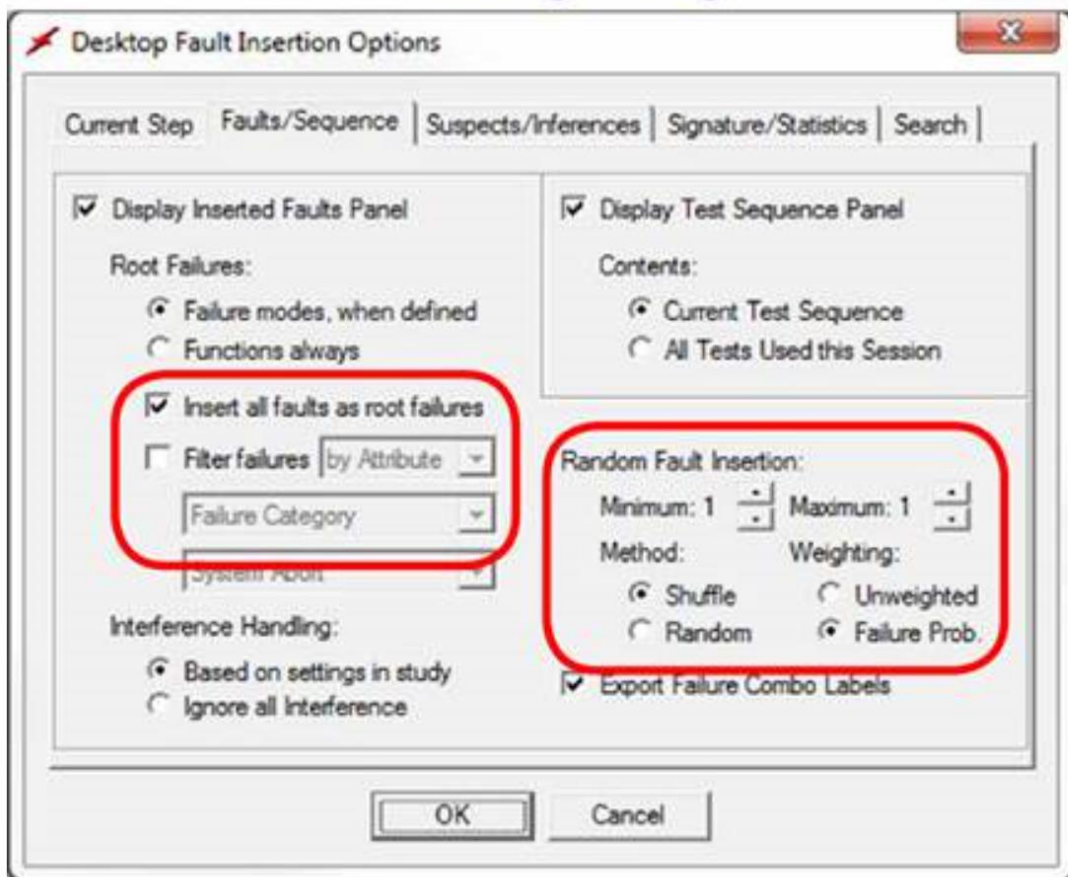 Desktop Fault Insertion Options
Current Step Faults/Sequence Suspects/Inferences Signature/Statistics Search
Display Inserted Faults Panel
Root Failures:
Failure modes, when defined
Functions always
Insert all faults as root failures
Filter failures by Attribute
Failure Category
System Abort
Interference Handling:
Based on settings in study
Ignore all Interference
Display Test Sequence Panel
Contents:
Current Test Sequence
All Tests Used this Session
Random Fault Insertion:
Minimum: 1 Maximum: 1
Method: Weighting:
Shuffle Unweighted
Random Failure Prob.
Export Failure Combo Labels
OK Cancel